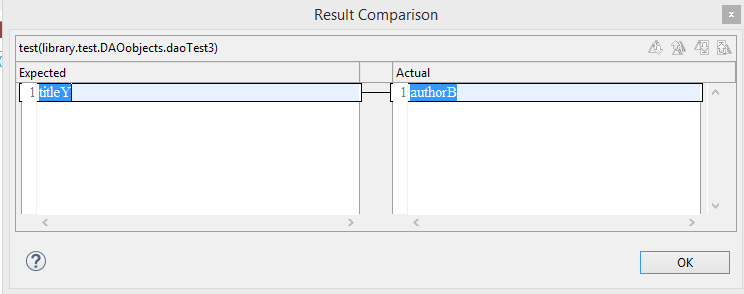 Result Comparison
x
test(library.test.DAOobjects.daoTest3)
Expected
Actual
1 titleY
1 authorB
?
OK